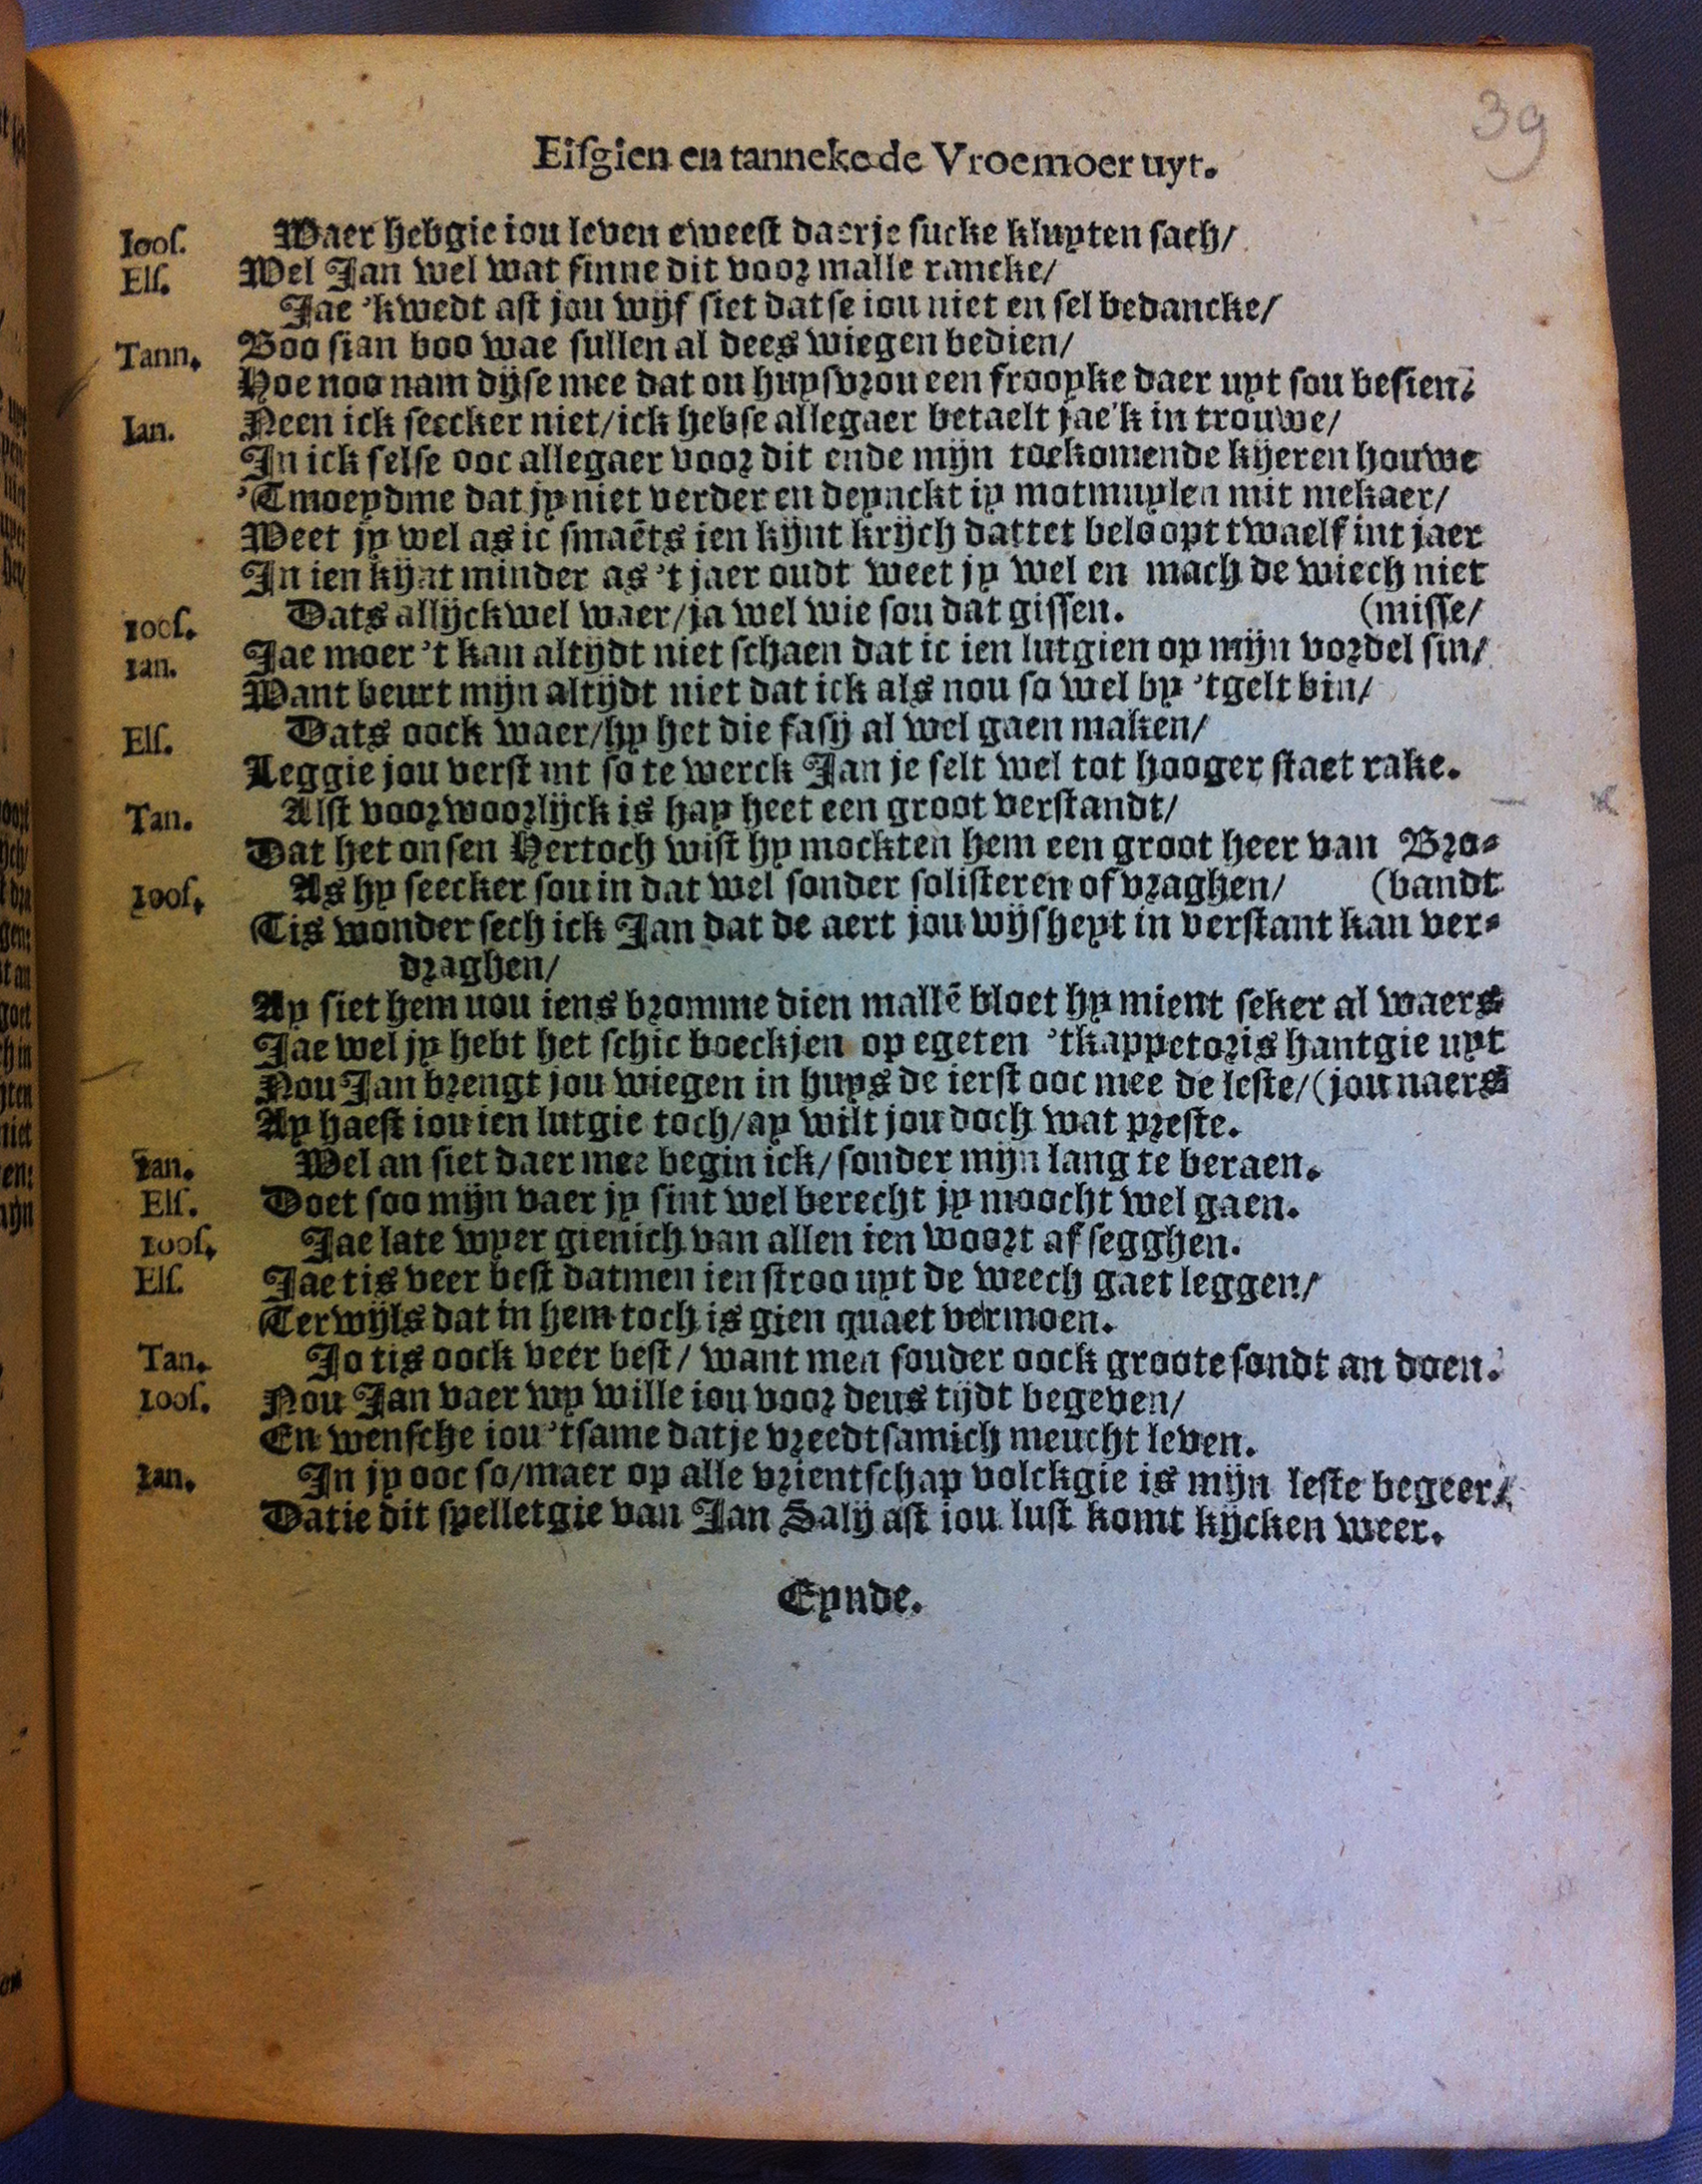 39
Elsgien en tanneke de Vroemoer uyt.
Ioos. Waer hebgie iou leven eweest daerje sucke kluyten sach/
Els. Wel Jan wel wat sinne dit voor malle rancke/
Jae 'kwedt ast jou wijf siet datse iou niet en sel bedancke/
Tann. Boo sian boo wae sullen al dees wiegen bedien/
Hoe noo nam dijse mee dat ou huysvrou een froopke daer uyt sou besien?
Ian. Neen ick seecker niet/ick hebse allegaer betaelt jae'k in trouwe/
In ick selse ooc allegaer voor dit ende mijn toekomende kijeren houwe
'Tmoeydme dat jy niet verder en deynckt iy motmuylen mit mekaer/
Weet jy wel as ic smaēts ien kijnt krijch dattet beloopt twaelf int jaer
In ien kijnt minder as 't jaer oudt weet jy wel en mach de wiech niet
Ioos. Dats allijckwel waer/ja wel wie sou dat gissen. (misse/
Ian. Jae moer 't kan altijdt niet schaen dat ic ien lutgien op mijn vordel sin/
Want beurt mijn altijdt niet dat ick als nou so wel by 'tgelt bin/
Els. Dats oock waer/hy het die fasy al wel gaen maken/
Leggie jou verst int so te werck Jan je selt wel tot hooger staet rake.
Tan. Alst voorwoorlijck is hay heet een groot verstandt/
Dat het onsen Hertoch wist hy mockten hem een groot heer van Bra-
Ioos. As hy seecker sou in dat wel sonder solisteren of vraghen/ (bandt
Tis wonder sech ick Jan dat de aert jou wijsheyt in verstant kan ver-
draghen/
Ay siet hem nou iens bromme dien mallē bloet hy mient seker al waers
Jae wel jy hebt het schic boeckjen op egeten 'tkappetoris hantgie uyt
Nou Jan brengt jou wiegen in huys de ierst ooc mee de leste/(jou naers
Ay haest iou ien lutgie toch/ay wilt jou doch wat preste.
Ian. Wel an siet daer mee begin ick/sonder mijn lang te beraen.
Els. Doet soo mijn vaer jy sint wel berecht jy moocht wel gaen.
Ioos. Jae late wyer gienich van allen ien woort af segghen.
Els. Jae tis veer best datmen ien stroo uyt de weech gaet leggen/
Terwijls dat in hem toch is gien quaet vermoen.
Tan. Jo tis oock veer best/ want men souder oock groote sondt an doen.
Ioos. Nou Jan vaer wy wille iou voor deus tijdt begeven/
En wensche iou 'tsame datje vreedtsamich meucht leven.
Ian. In jy ooc so/maer op alle vrientschap volckgie is mijn leste begeer/
Datie dit spelletgie van Jan Saly ast iou lust komt kijcken weer.
Eynde.